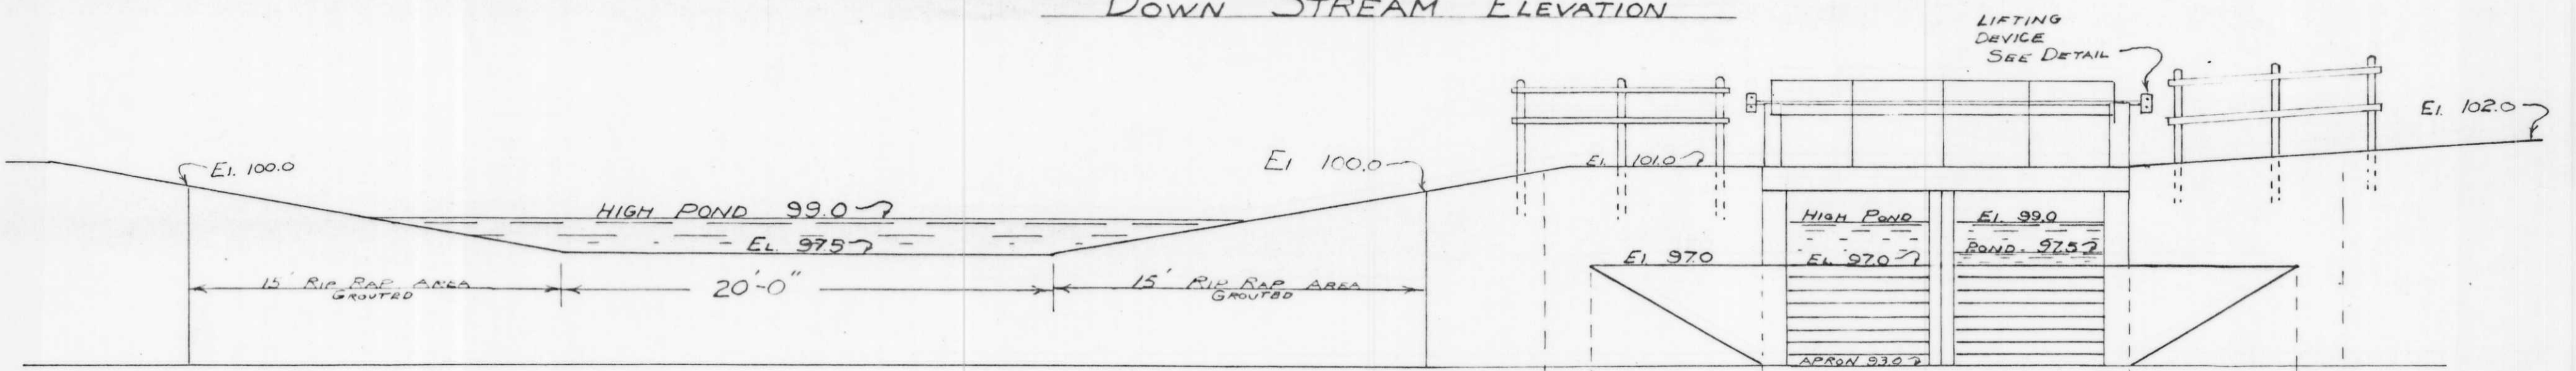 DOWN STREAM ELEVATION
LIFTING
DEVICE
SEE DETAIL
El. 102.0
El. 100.0
El 100.0
El. 101.0
HIGH POND 99.0
EL 97.5
15' RIP RAP AREA
GROUTED
20'-0"
15' RIP RAP AREA
GROUTED
HIGH POND
El. 99.0
El 97.0
EL 97.0
POND. 97.5
APRON 93.0